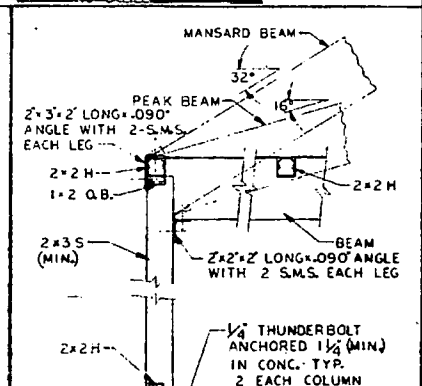 MANSARD BEAM
32°
PEAK BEAM
16°
2"x3"x2" LONG x.090"
ANGLE WITH 2-S.M.S.
EACH LEG
2x2 H
1x2 O.B.
2x2 H
2x3 S
(MIN.)
BEAM
2"x2"x2" LONG x.090" ANGLE
WITH 2 S.M.S. EACH LEG
1/4" THUNDERBOLT
ANCHORED 1 1/4" (MIN.)
IN CONC. TYP.
2 EACH COLUMN
2x2 H